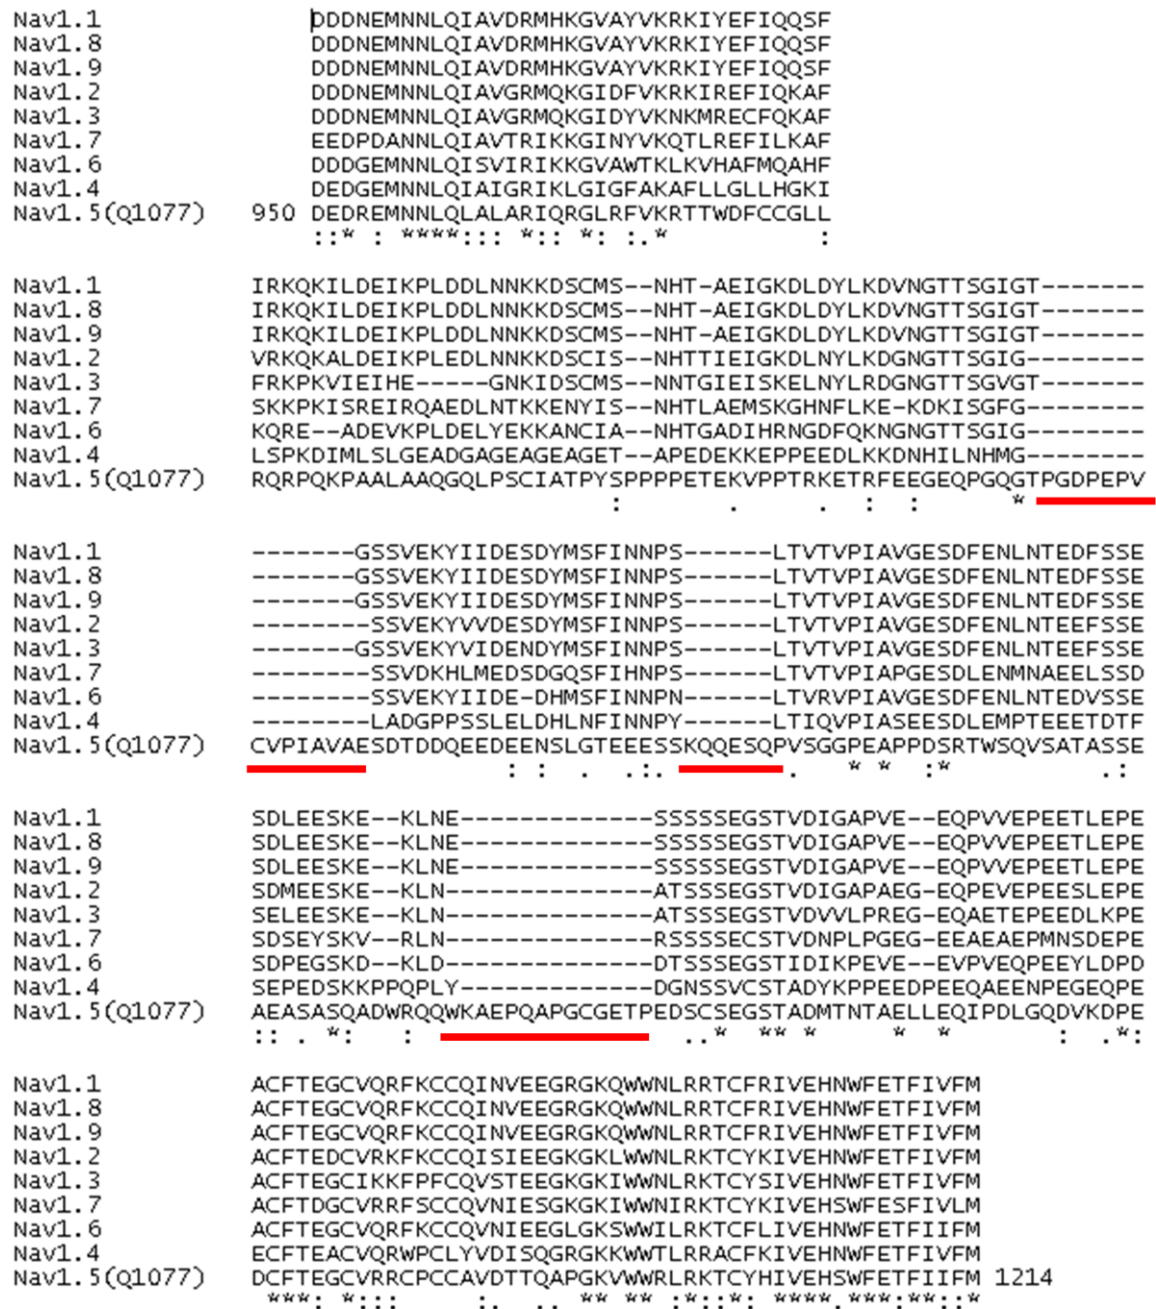 Nav1.1 DDDNEMNNLQIAVDRMHKGVAYVKRKIYEFIQQSF
Nav1.8 DDDNEMNNLQIAVDRMHKGVAYVKRKIYEFIQQSF
Nav1.9 DDDNEMNNLQIAVDRMHKGVAYVKRKIYEFIQQSF
Nav1.2 DDDNEMNNLQIAVGRMQKGIDFVKRKIREFIQKAF
Nav1.3 DDDNEMNNLQIAVGRMQKGIDYVKNKMRECFQKAF
Nav1.7 EEDPDANNLQIAVTRIKKGINYVKQTLREFILKAF
Nav1.6 DDDGEMNNLQISVIRIKKGVAWTKLKVHAFMQAHF
Nav1.4 DEDGEMNNLQIAIGRIKLGIGFAKAFLLGLLHGKI
Nav1.5(Q1077) 950 DEDREMNNLQLALARIQRGLRFVKRTTWDFCCGLL
::* : ****::: *:: *: :.* :
Nav1.1 IRKQKILDEIKPLDDLNNKKDSCMS--NHT-AEIGKDLDYLKDVNGTTSGIGT-------
Nav1.8 IRKQKILDEIKPLDDLNNKKDSCMS--NHT-AEIGKDLDYLKDVNGTTSGIGT-------
Nav1.9 IRKQKILDEIKPLDDLNNKKDSCMS--NHT-AEIGKDLDYLKDVNGTTSGIGT-------
Nav1.2 VRKQKALDEIKPLEDLNNKKDSCIS--NHTTIEIGKDLNYLKDGNGTTSGIG--------
Nav1.3 FRKPKVIEIHE-----GNKIDSCMS--NNTGIEISKELNYLRDGNGTTSGVGT-------
Nav1.7 SKKPKISREIRQAEDLNTKKENYIS--NHTLAEMSKGHNFLKE-KDKISGFG--------
Nav1.6 KQRE--ADEVKPLDELYEKKANCIA--NHTGADIHRNGDFQKNGNGTTSGIG--------
Nav1.4 LSPKDIMLSLGEADGAGEAGEAGET--APEDEKKEPPEEDLKKDNHILNHMG--------
Nav1.5(Q1077) RQRPQKPAALAAQGQLPSCIATPYSPPPPETEKVPPTRKETRFEEGEQPGQGTPGDPEPV
: . . : : *
Nav1.1 -------GSSVEKYIIDESDYMSFINNPS------LTVTVPIAVGESDFENLNTEDFSSE
Nav1.8 -------GSSVEKYIIDESDYMSFINNPS------LTVTVPIAVGESDFENLNTEDFSSE
Nav1.9 -------GSSVEKYIIDESDYMSFINNPS------LTVTVPIAVGESDFENLNTEDFSSE
Nav1.2 --------SSVEKYVVDESDYMSFINNPS------LTVTVPIAVGESDFENLNTEEFSSE
Nav1.3 -------GSSVEKYVIDENDYMSFINNPS------LTVTVPIAVGESDFENLNTEEFSSE
Nav1.7 --------SSVDKHLMEDSDGQSFIHNPS------LTVTVPIAPGESDLENMNAEELSSD
Nav1.6 --------SSVEKYIIDE-DHMSFINNPN------LTVRVPIAVGESDFENLNTEDVSSE
Nav1.4 --------LADGPPSSLELDHLNFINNPY------LTIQVPIASEESDLEMPTEEETDTF
Nav1.5(Q1077) CVPIAVAESDTDDQEEDEENSLGTEEESSKQQESQPVSGGPEAPPDSRTWSQVSATASSE
: : . .:. . * * :* .:
Nav1.1 SDLEESKE--KLNE-------------SSSSSEGSTVDIGAPVE--EQPVVEPEETLEPE
Nav1.8 SDLEESKE--KLNE-------------SSSSSEGSTVDIGAPVE--EQPVVEPEETLEPE
Nav1.9 SDLEESKE--KLNE-------------SSSSSEGSTVDIGAPVE--EQPVVEPEETLEPE
Nav1.2 SDMEESKE--KLN--------------ATSSSEGSTVDIGAPAEG-EQPEVEPEESLEPE
Nav1.3 SELEESKE--KLN--------------ATSSSEGSTVDVVLPREG-EQAETEPEEDLKPE
Nav1.7 SDSEYSKV--RLN--------------RSSSSECSTVDNPLPGEG-EEAEAEPMNSDEPE
Nav1.6 SDPEGSKD--KLD--------------DTSSSEGSTIDIKPEVE--EVPVEQPEEYLDPD
Nav1.4 SEPEDSKKPPQPLY-------------DGNSSVCSTADYKPPEEDPEEQAEENPEGEQPE
Nav1.5(Q1077) AEASASQADWRQQWKAEPQAPGCGETPEDSCSEGSTADMTNTAELLEQIPDLGQDVKDPE
:: . *: : ..* ** * * * : .*:
Nav1.1 ACFTEGCVQRFKCCQINVEEGRGKQWWNLRRTCFRIVEHNWFETFIVFM
Nav1.8 ACFTEGCVQRFKCCQINVEEGRGKQWWNLRRTCFRIVEHNWFETFIVFM
Nav1.9 ACFTEGCVQRFKCCQINVEEGRGKQWWNLRRTCFRIVEHNWFETFIVFM
Nav1.2 ACFTEDCVRKFKCCQISIEEGKGKLWWNLRKTCYKIVEHNWFETFIVFM
Nav1.3 ACFTEGCIKKFPFCQVSTEEGKGKIWWNLRKTCYSIVEHNWFETFIVFM
Nav1.7 ACFTDGCVRRFSCCQVNIESGKGKIWWNIRKTCYKIVEHSWFESFIVLM
Nav1.6 ACFTEGCVQRFKCCQVNIEEGLGKSWWILRKTCFLIVEHNWFETFIIFM
Nav1.4 ECFTEACVQRWPCLYVDISQGRGKKWWTLRRACFKIVEHNWFETFIVFM
Nav1.5(Q1077) DCFTEGCVRRCPCCAVDTTQAPGKVWWRLRKTCYHIVEHSWFETFIIFM 1214
***: *::: :. .. ** ** :*::*: ****.***:**::*